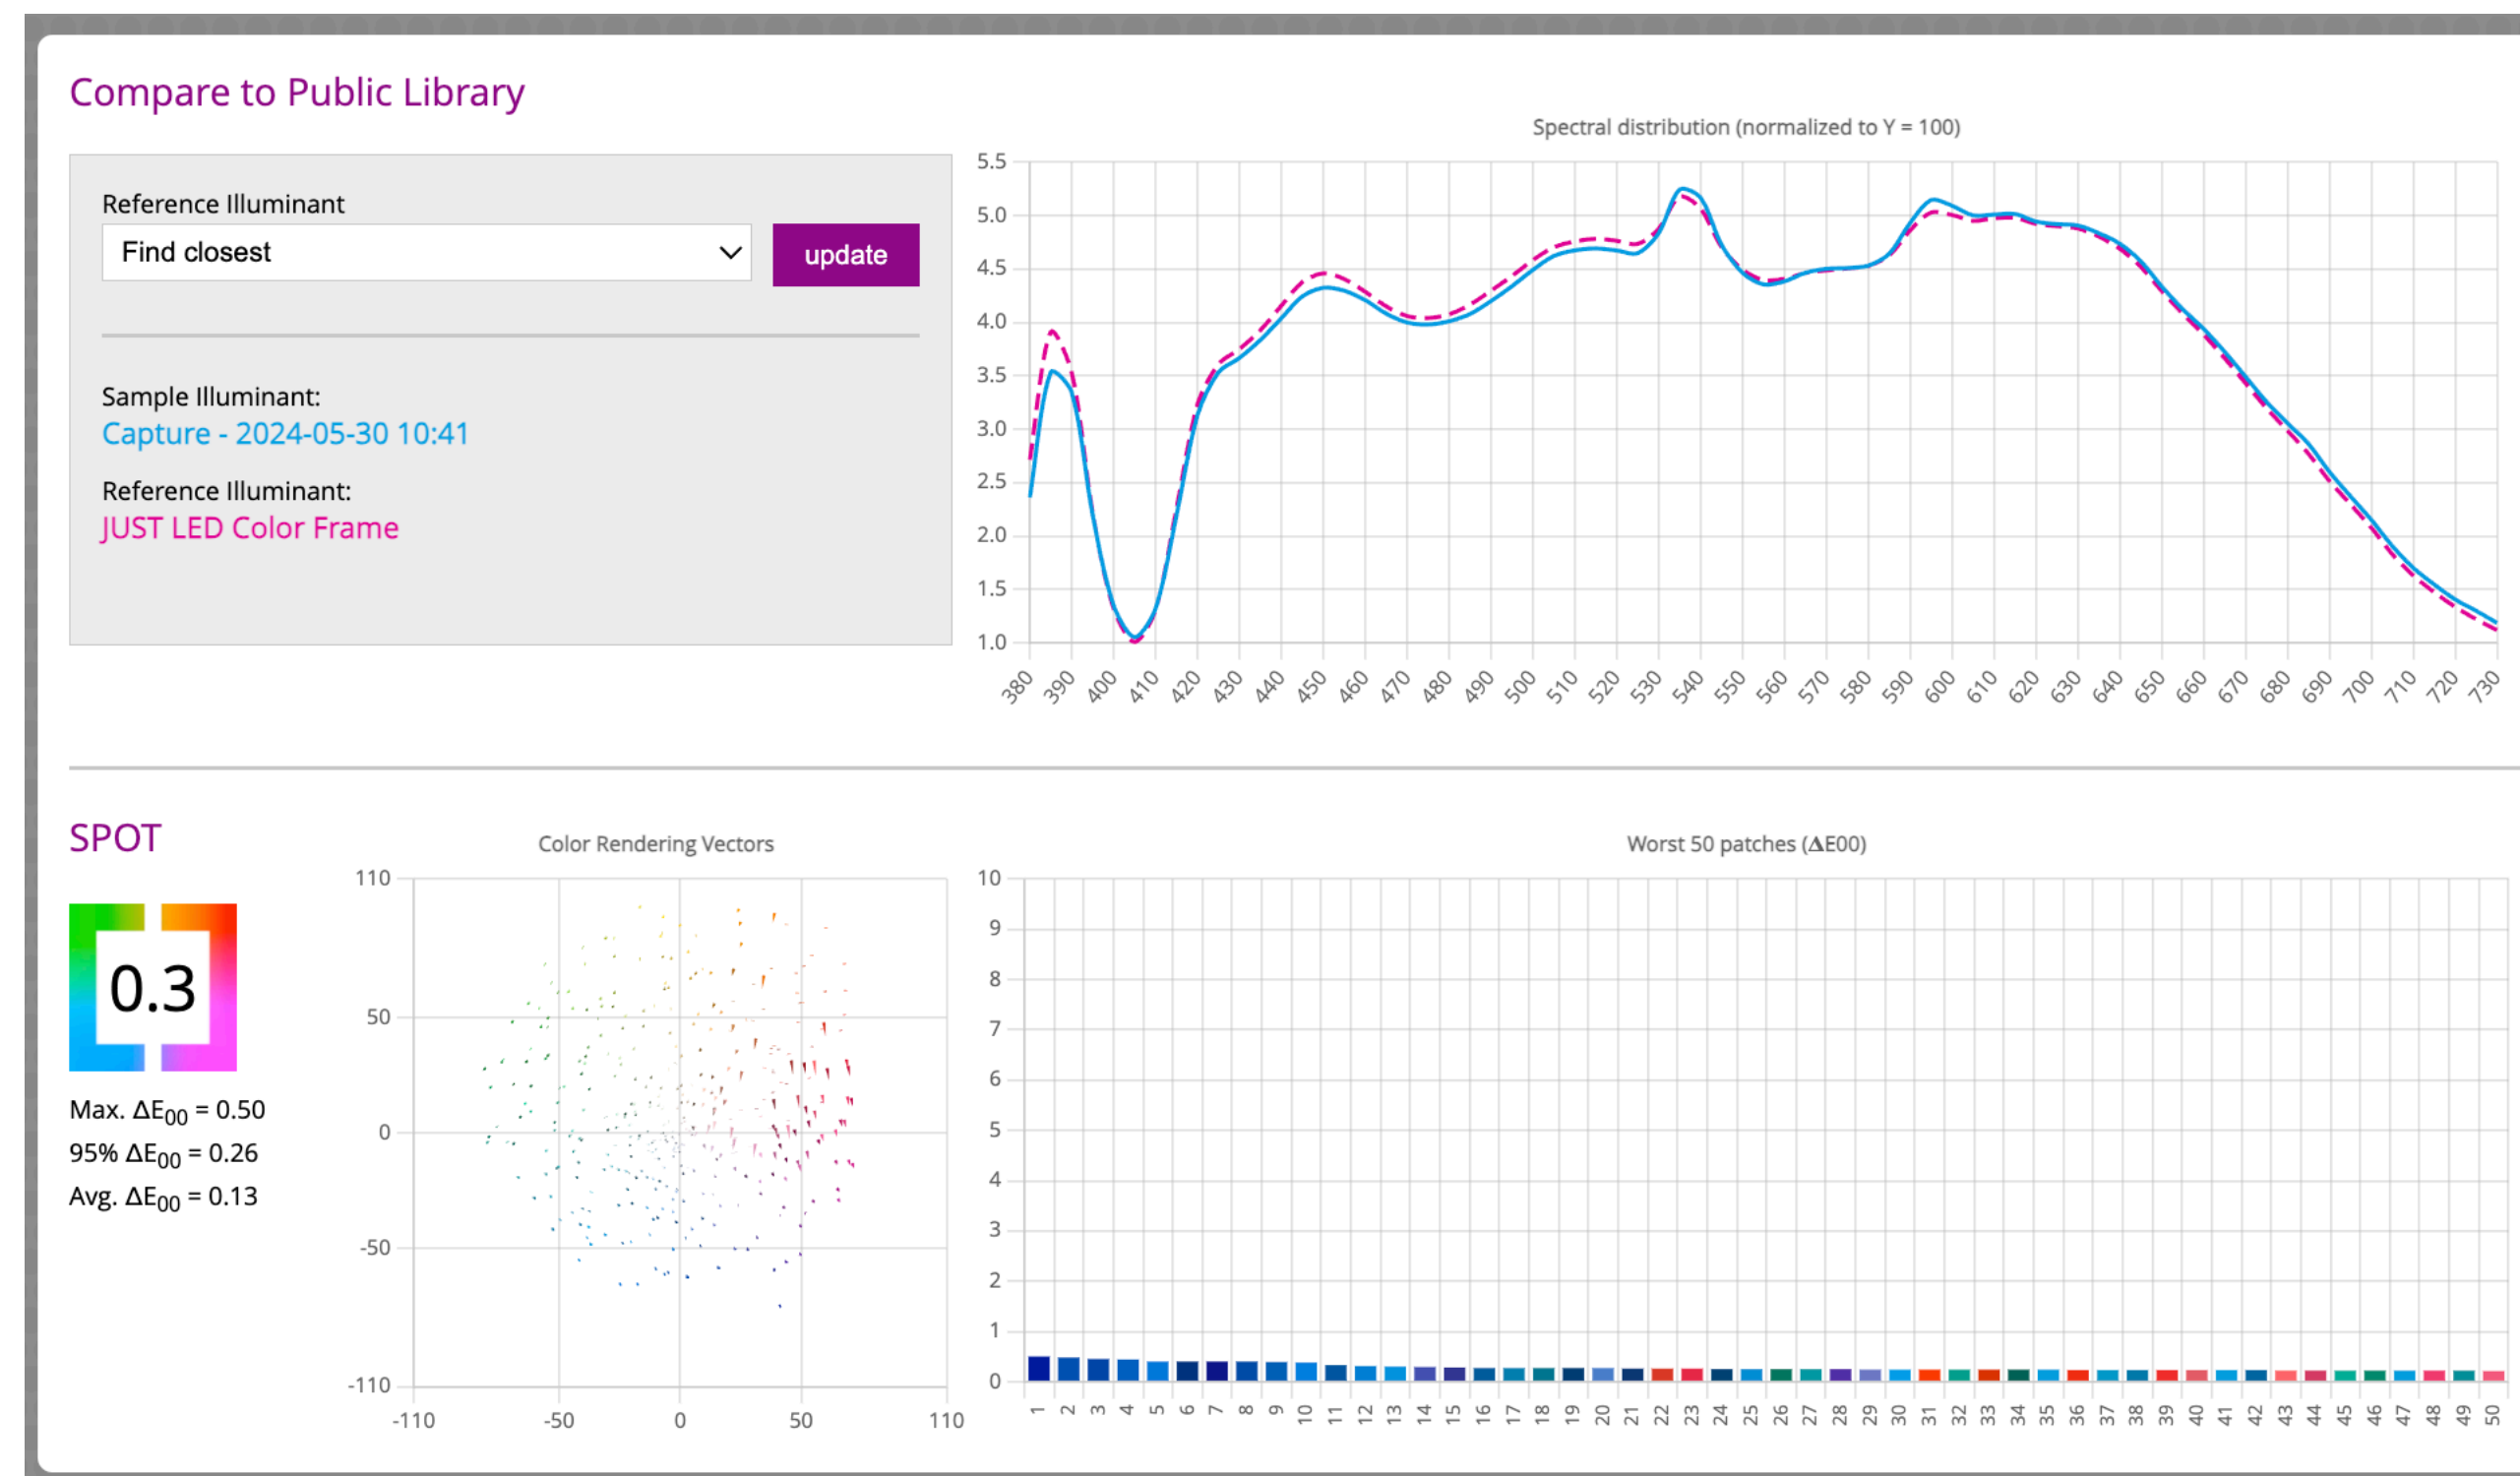 Compare to Public Library
Reference Illuminant
Find closest
update
Sample Illuminant:
Capture - 2024-05-30 10:41
Reference Illuminant:
JUST LED Color Frame
Spectral distribution (normalized to Y = 100)
5.5
5.0
4.5
4.0
3.5
3.0
2.5
2.0
1.5
1.0
380 390 400 410 420 430 440 450 460 470 480 490 500 510 520 530 540 550 560 570 580 590 600 610 620 630 640 650 660 670 680 690 700 710 720 730
SPOT
0.3
Max. ΔE00 = 0.50
95% ΔE00 = 0.26
Avg. ΔE00 = 0.13
Color Rendering Vectors
110
50
0
-50
-110
-110 -50 0 50 110
Worst 50 patches (ΔE00)
10
9
8
7
6
5
4
3
2
1
0
1 2 3 4 5 6 7 8 9 10 11 12 13 14 15 16 17 18 19 20 21 22 23 24 25 26 27 28 29 30 31 32 33 34 35 36 37 38 39 40 41 42 43 44 45 46 47 48 49 50